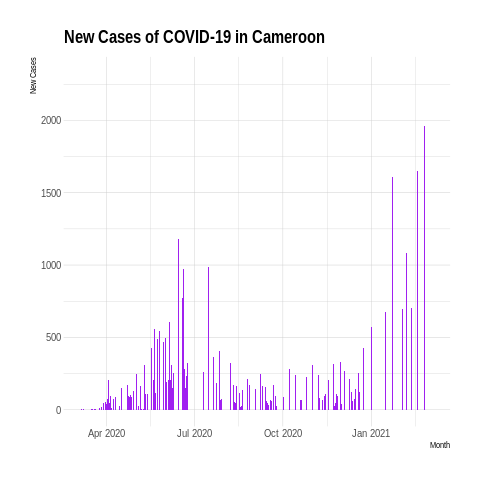 New Cases of COVID-19 in Cameroon
New Cases
2000
1500
1000
500
0
Apr 2020 Jul 2020 Oct 2020 Jan 2021
Month